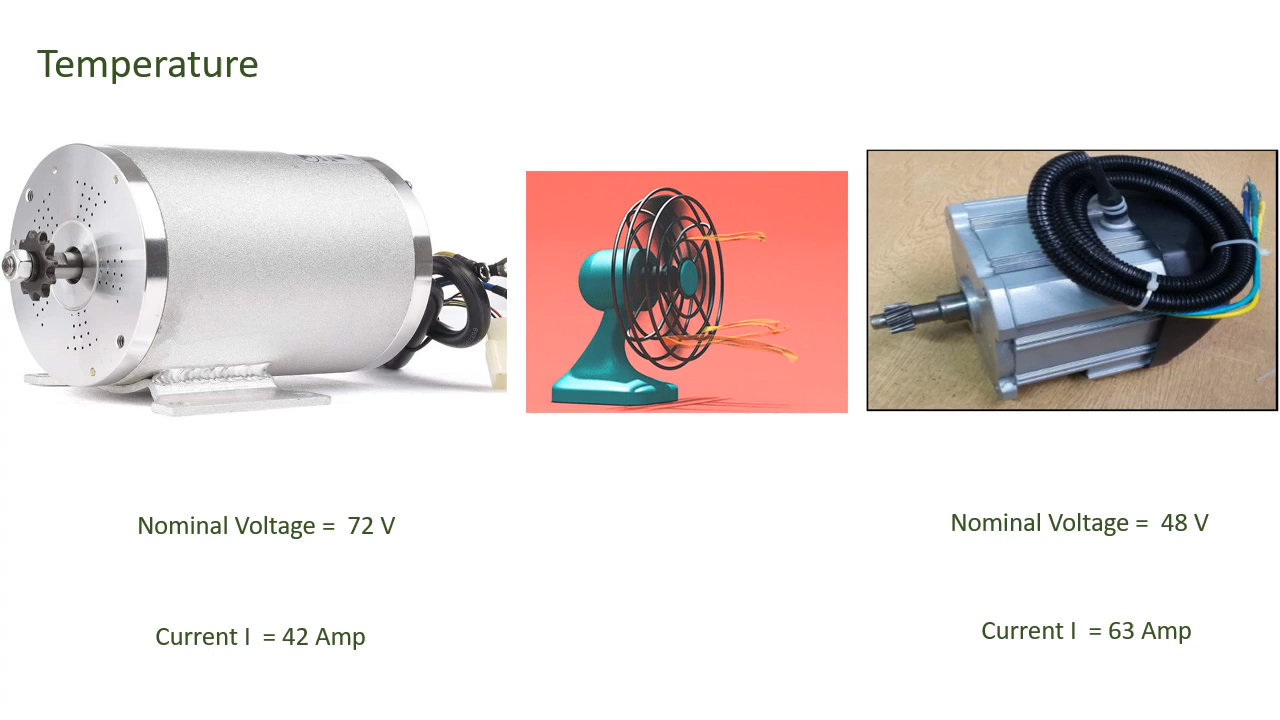 Temperature
Nominal Voltage =  72 V
Nominal Voltage =  48 V
Current I  = 42 Amp
Current I  = 63 Amp